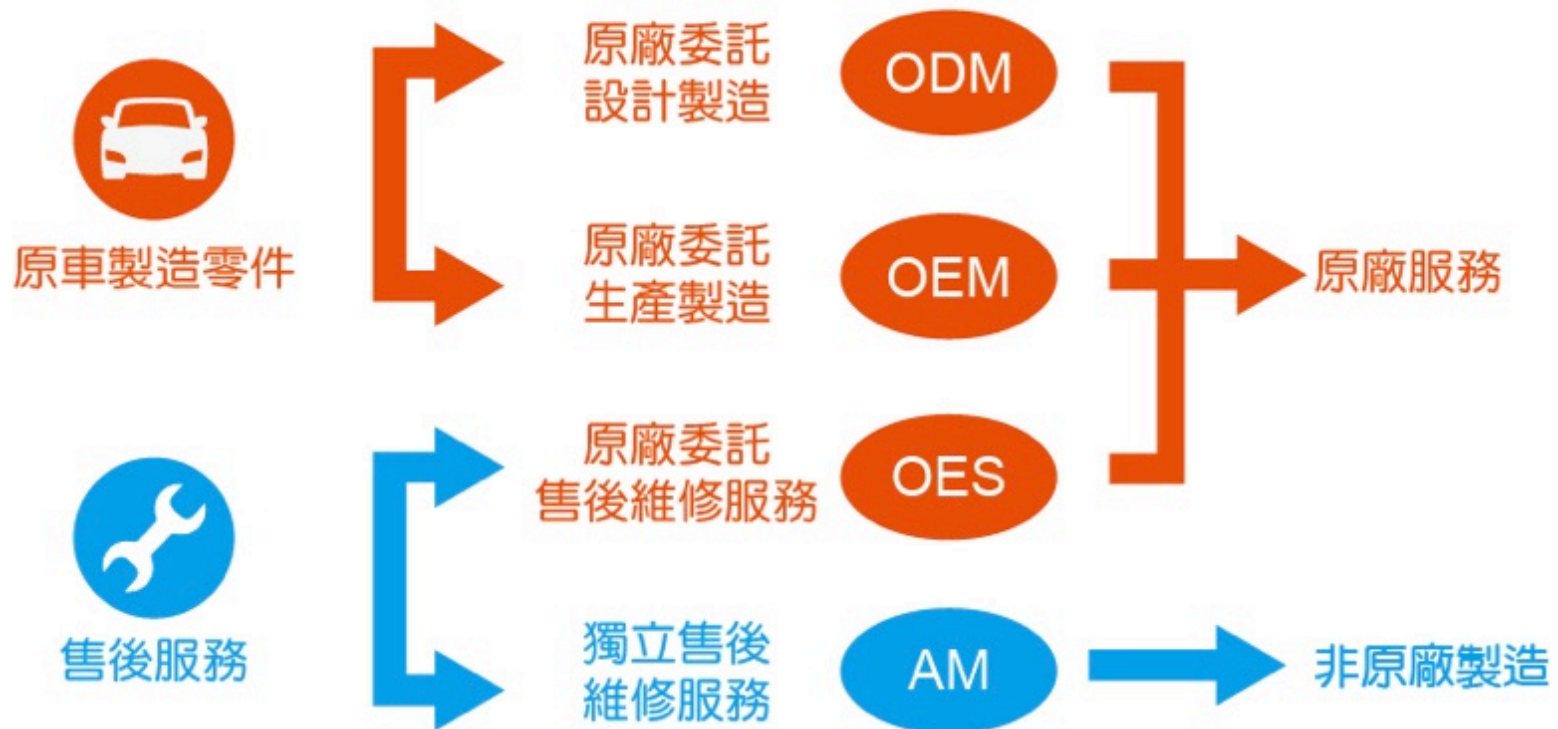 原車製造零件
原廠委託
設計製造
ODM
原廠委託
生產製造
OEM
原廠服務
售後服務
原廠委託
售後維修服務
OES
獨立售後
維修服務
AM
非原廠製造